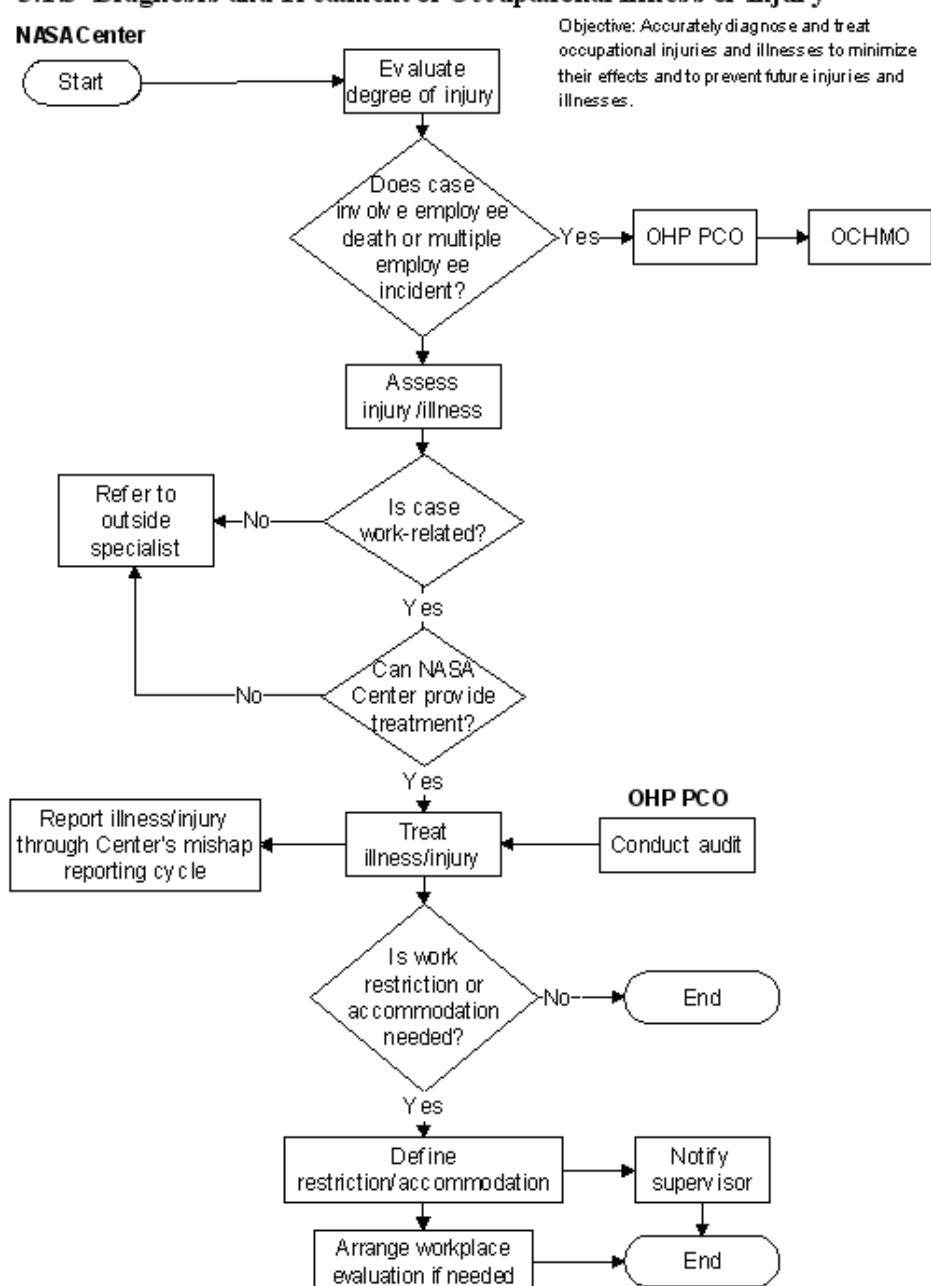 NASA Center
Objective: Accurately diagnose and treat
occupational injuries and illnesses to minimize
their effects and to prevent future injuries and
illnesses.
Start
Evaluate
degree of injury
Does case
involve employee
death or multiple
employee
incident?
Yes
OHP PCO
OCHMO
Assess
injury/illness
Is case
work-related?
No
Refer to
outside
specialist
Yes
Can NASA
Center provide
treatment?
No
Yes
OHP PCO
Conduct audit
Treat
illness/injury
Report illness/injury
through Center's mishap
reporting cycle
Is work
restriction or
accommodation
needed?
No
End
Yes
Define
restriction/accommodation
Notify
supervisor
Arrange workplace
evaluation if needed
End